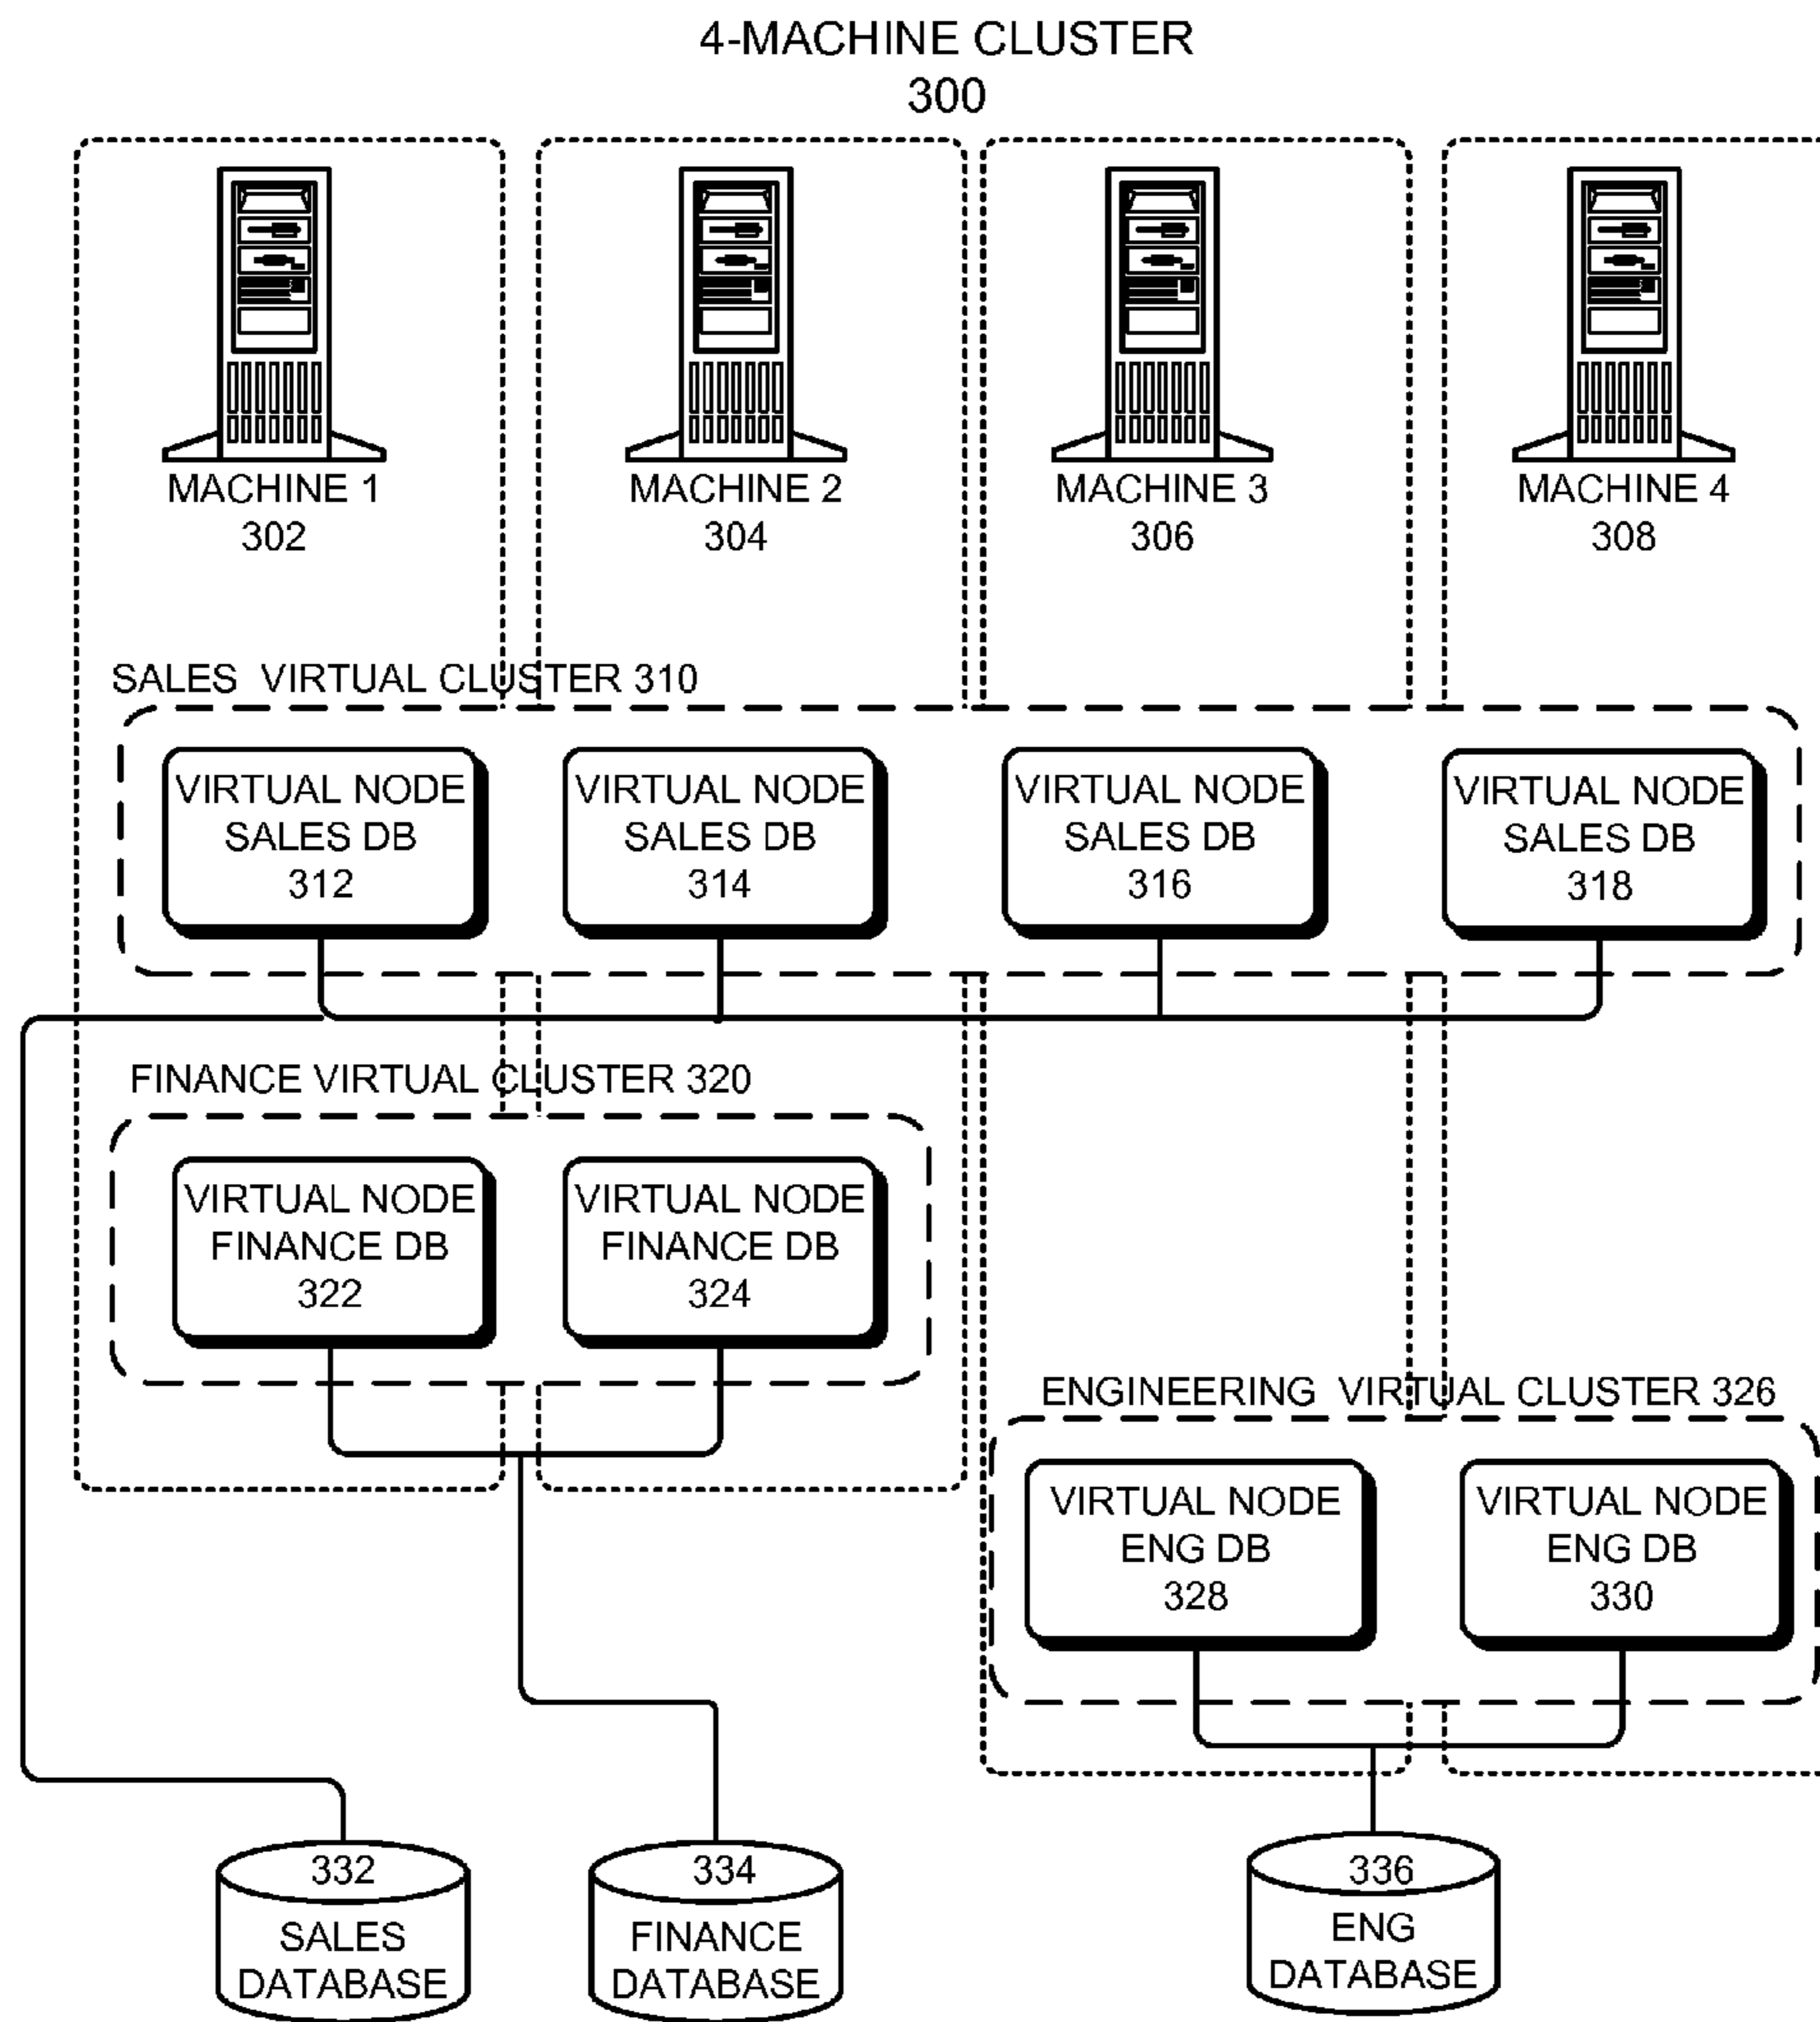 4-MACHINE CLUSTER
300
MACHINE 1
302
MACHINE 2
304
MACHINE 3
306
MACHINE 4
308
SALES VIRTUAL CLUSTER 310
VIRTUAL NODE
SALES DB
312
VIRTUAL NODE
SALES DB
314
VIRTUAL NODE
SALES DB
316
VIRTUAL NODE
SALES DB
318
FINANCE VIRTUAL CLUSTER 320
VIRTUAL NODE
FINANCE DB
322
VIRTUAL NODE
FINANCE DB
324
ENGINEERING VIRTUAL CLUSTER 326
VIRTUAL NODE
ENG DB
328
VIRTUAL NODE
ENG DB
330
332
SALES
DATABASE
334
FINANCE
DATABASE
336
ENG
DATABASE